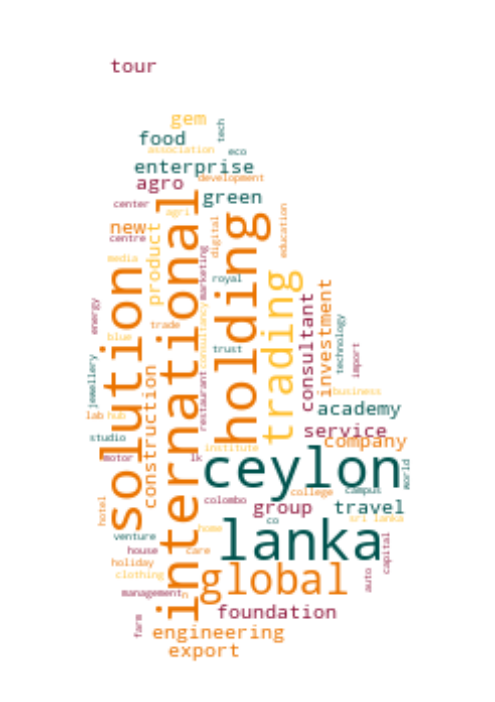 tour
gem
tech
food
association
eco
enterprise
development
agro
green
center
agri
new
centre
digital
education
product
international
holding
media
solution
marketing
royal
trading
investment
consultant
energy
trade
blue
consultancy
technology
trust
import
jewellery
restaurant
construction
business
academy
lab
hub
service
studio
company
institute
motor
lk
ceylon
world
hotel
colombo
college
campus
group
travel
co
sri lanka
home
lanka
venture
house
care
capital
holiday
clothing
global
auto
management
n
foundation
farm
engineering
export